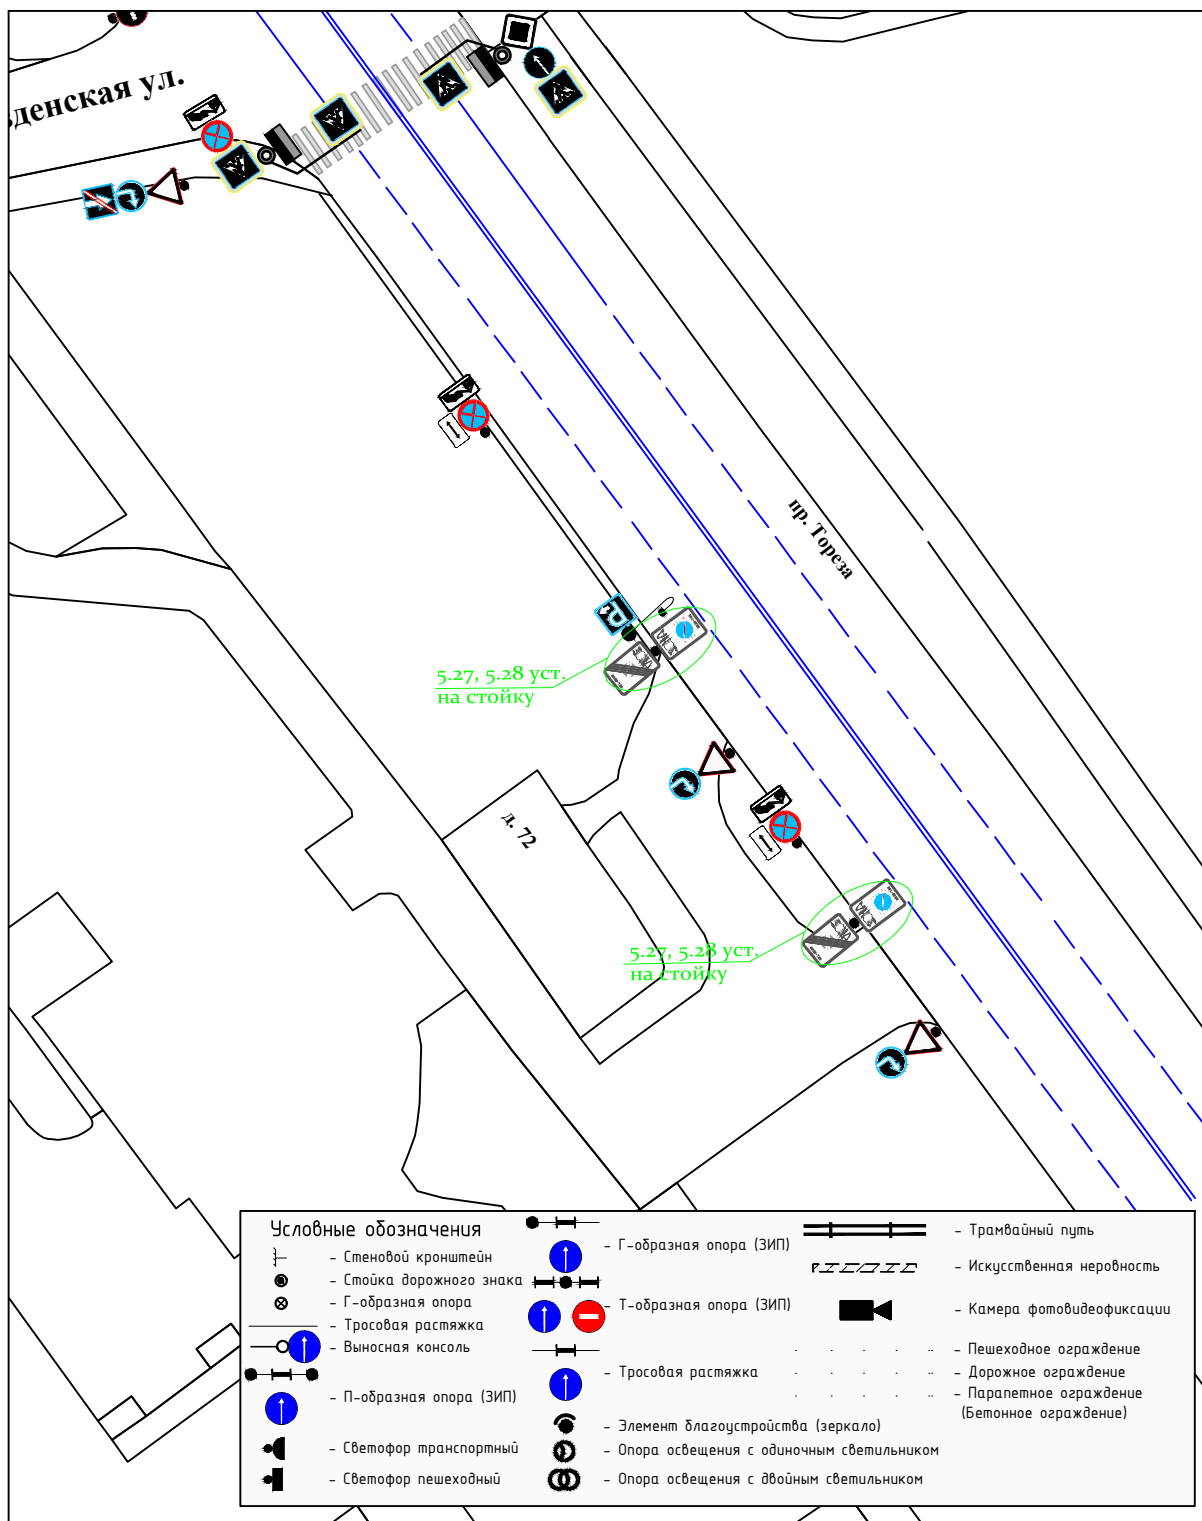 зденская ул.
пр. Тореза
5.27, 5.28 уст.
на стойку
д. 72
5.27, 5.28 уст.
на стойку
Условные обозначения
- Стеновой кронштейн
- Стойка дорожного знака
- Г-образная опора
- Тросовая растяжка
- Выносная консоль
- П-образная опора (ЗИП)
- Светофор транспортный
- Светофор пешеходный
- Г-образная опора (ЗИП)
- Т-образная опора (ЗИП)
- Тросовая растяжка
- Элемент благоустройства (зеркало)
- Опора освещения с одиночным светильником
- Опора освещения с двойным светильником
- Трамвайный путь
- Искусственная неровность
- Камера фотовидеофиксации
- Пешеходное ограждение
- Дорожное ограждение
- Парапетное ограждение
(Бетонное ограждение)